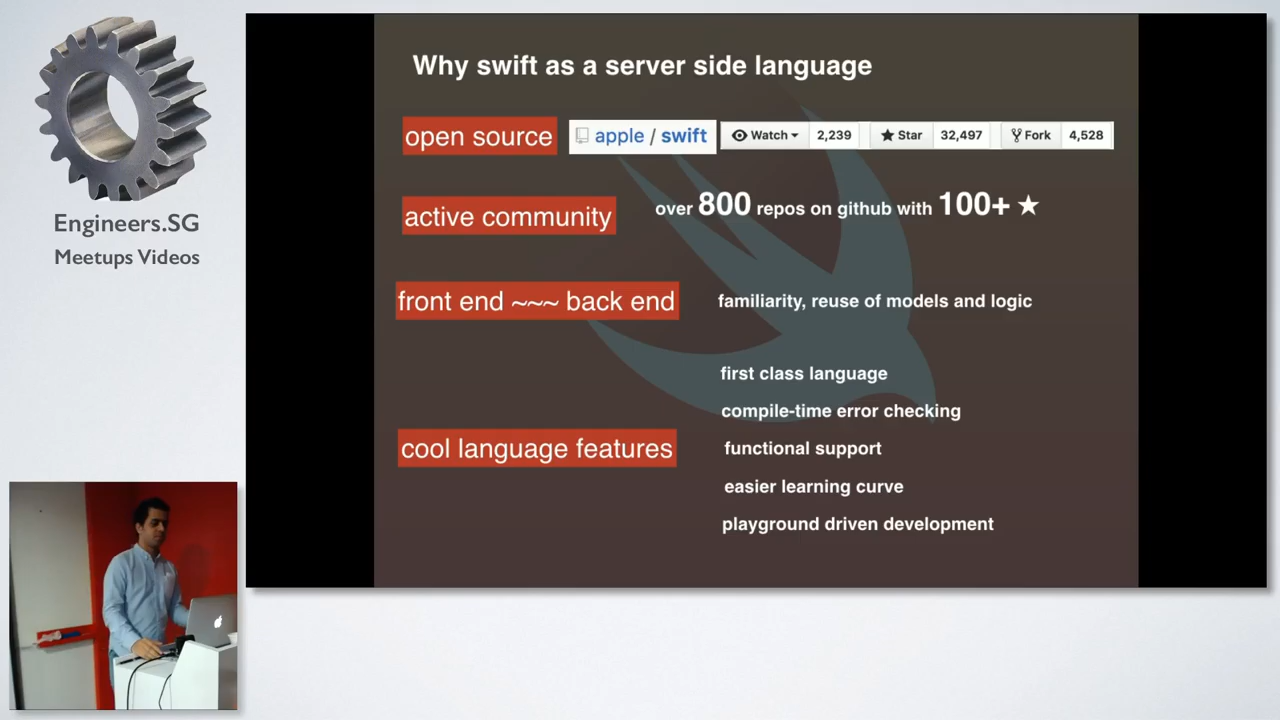 Engineers.SG
Meetups Videos
Why swift as a server side language
open source
apple / swift
Watch 2,239
Star 32,497
Fork 4,528
active community
over 800 repos on github with 100+ ★
front end ~~~ back end
familiarity, reuse of models and logic
cool language features
first class language
compile-time error checking
functional support
easier learning curve
playground driven development